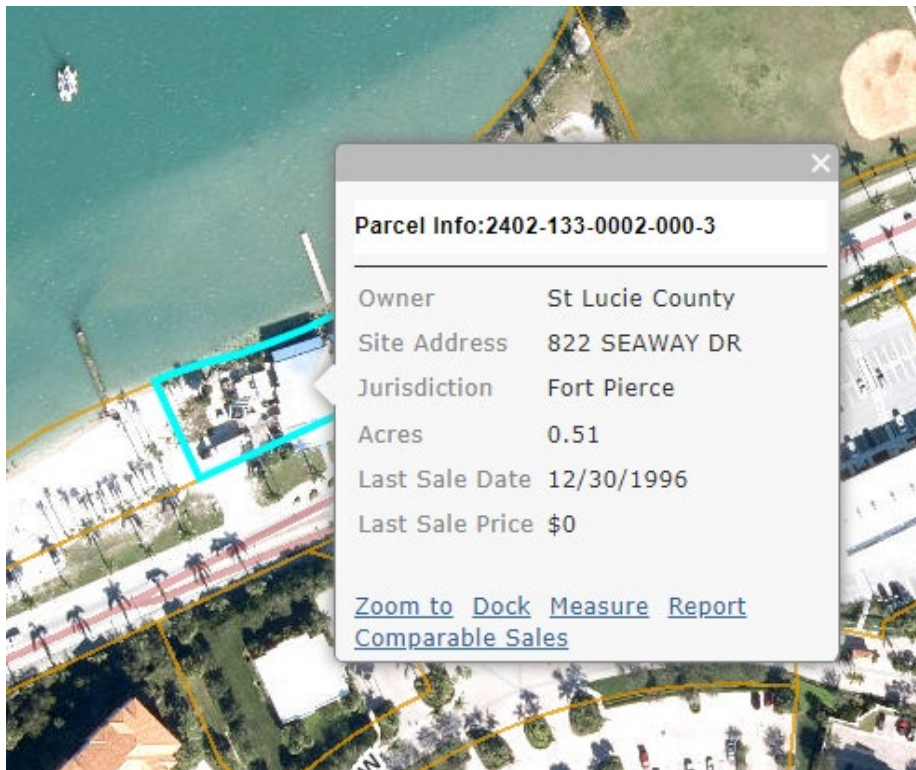 ×
Parcel Info:2402-133-0002-000-3
Owner St Lucie County
Site Address 822 SEAWAY DR
Jurisdiction Fort Pierce
Acres 0.51
Last Sale Date 12/30/1996
Last Sale Price $0
Zoom to Dock Measure Report
Comparable Sales